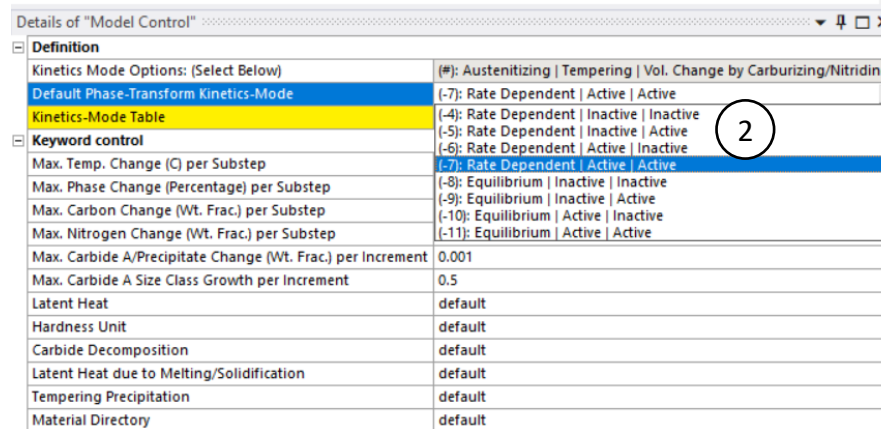 Details of "Model Control"
Definition
Kinetics Mode Options: (Select Below) (#): Austenitizing | Tempering | Vol. Change by Carburizing/Nitridin
Default Phase-Transform Kinetics-Mode (-7): Rate Dependent | Active | Active
Kinetics-Mode Table (-4): Rate Dependent | Inactive | Inactive
(-5): Rate Dependent | Inactive | Active
2
Keyword control (-6): Rate Dependent | Active | Inactive
Max. Temp. Change (C) per Substep (-7): Rate Dependent | Active | Active
Max. Phase Change (Percentage) per Substep (-8): Equilibrium | Inactive | Inactive
(-9): Equilibrium | Inactive | Active
Max. Carbon Change (Wt. Frac.) per Substep (-10): Equilibrium | Active | Inactive
Max. Nitrogen Change (Wt. Frac.) per Substep (-11): Equilibrium | Active | Active
Max. Carbide A/Precipitate Change (Wt. Frac.) per Increment 0.001
Max. Carbide A Size Class Growth per Increment 0.5
Latent Heat default
Hardness Unit default
Carbide Decomposition default
Latent Heat due to Melting/Solidification default
Tempering Precipitation default
Material Directory default